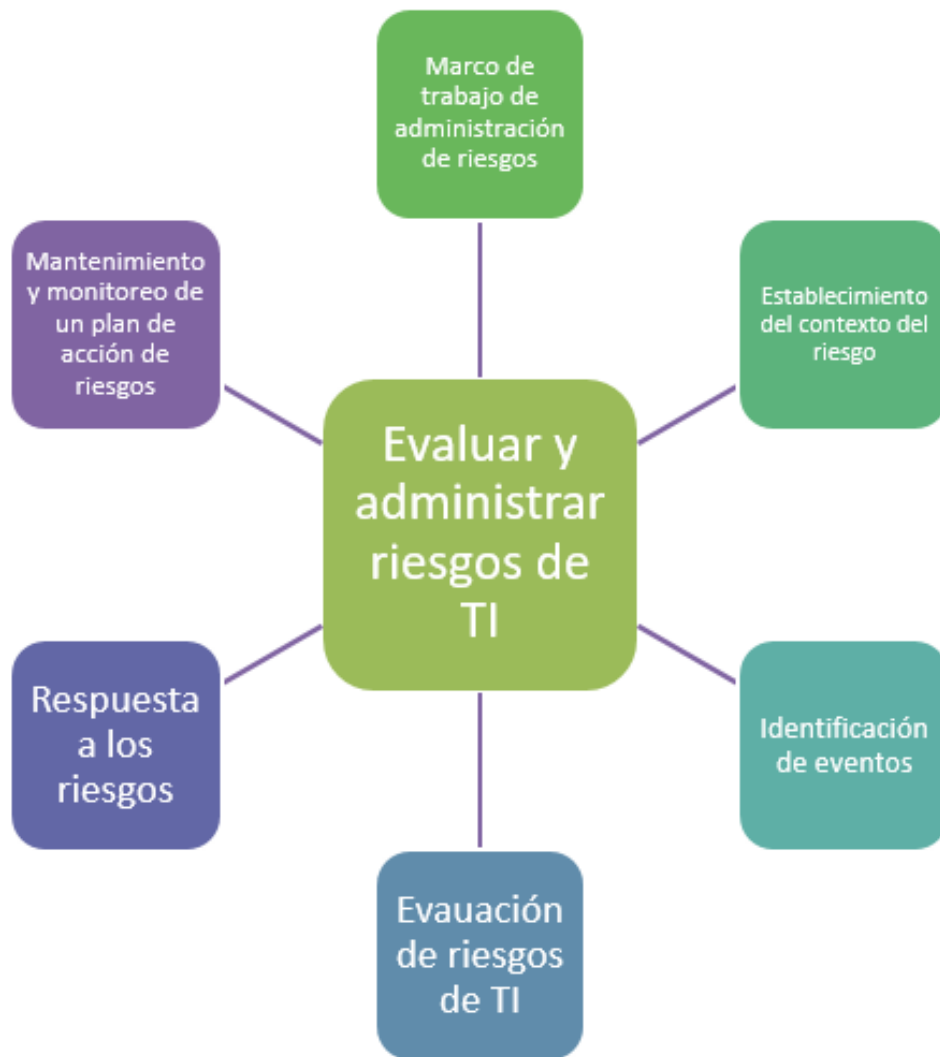 Marco de
trabajo de
administración
de riesgos
Mantenimiento
y monitoreo de
un plan de
acción de
riesgos
Establecimiento
del contexto del
riesgo
Evaluar y
administrar
riesgos de
TI
Respuesta
a los
riesgos
Identificación
de eventos
Evauación
de riesgos
de TI